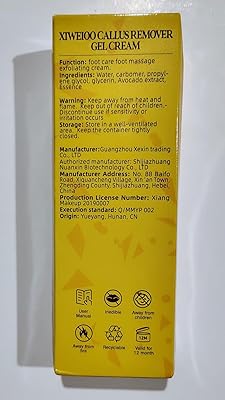 XIWEI00 CALLUS REMOVER
GEL CREAM
Function: foot care foot massage
exfoliating cream.
Ingredients: Water, carbomer, propyl-
ene glycol, glycerin, Avocado extract,
Essence
Warning: Keep away from heat and
flame. Keep out of reach of children.
Discontinue use if sensitivity or
irritation occurs
Storage: Store in a well-ventilated
area. Keep the container tightly
closed.
Manufacturer:Guangzhou Xexin trading
Co., LTD
Authorized manufacturer: Shijiazhuang
Nuanxin Biotechnology Co., LTD
Manufacturer Address: No. 88 Baifo
Road, Xiquancheng Village, Xin'an Town,
Zhengding County, Shijiazhuang, Hebei,
China
Production License Number: Xiang
Makeup 20190007
Execution standard: Q/MMYP 002
Origin: Yueyang, Hunan, CN
12M
User
Manual
Inedible
Away from
children
Away from
fire
Recyclable
Valid for
12 month